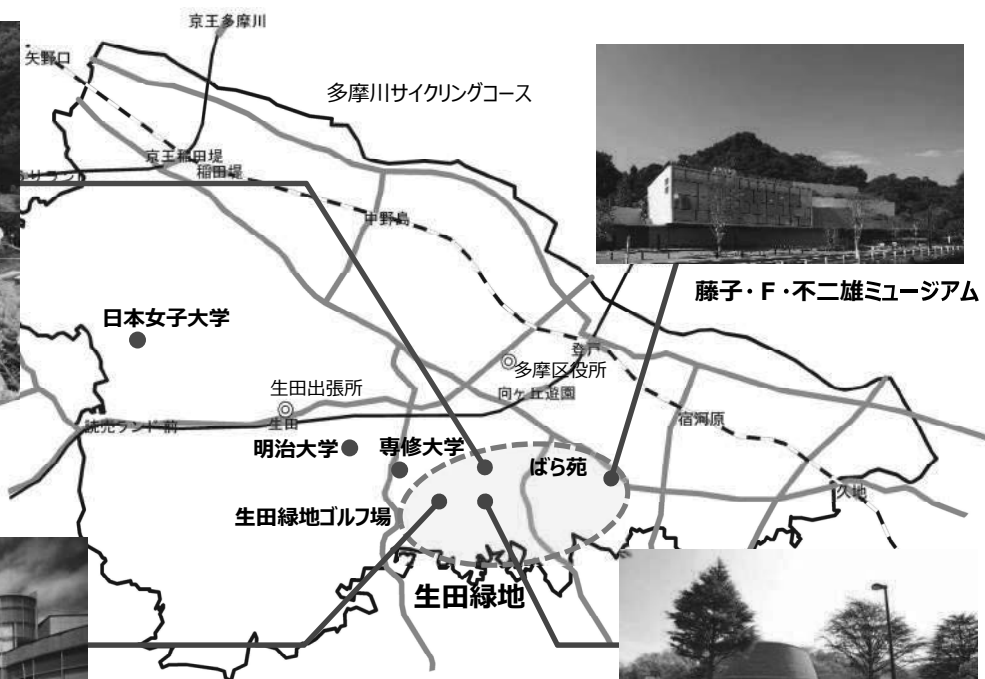 京王多摩川
矢野口
多摩川サイクリングコース
京王稲田堤
稲田堤
中野島
藤子・F・不二雄ミュージアム
日本女子大学
登戸
多摩区役所
生田出張所
向ヶ丘遊園
宿河原
読売ランド前
生田
明治大学
専修大学
ばら苑
久地
生田緑地ゴルフ場
生田緑地